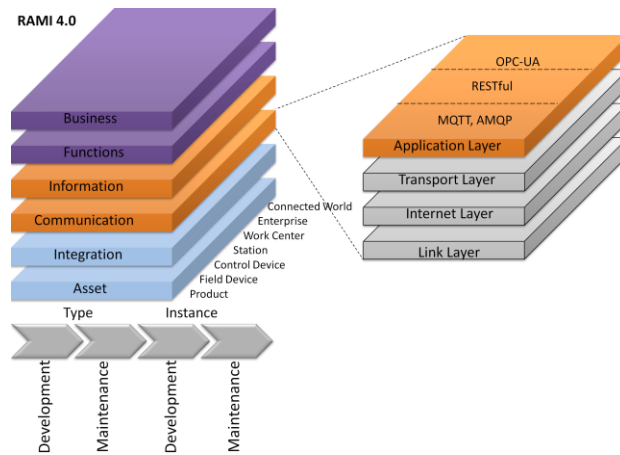 RAMI 4.0
Business
Functions
Information
Communication
Integration
Asset
Connected World
Enterprise
Work Center
Station
Control Device
Field Device
Product
Type
Instance
Development
Maintenance
Development
Maintenance
OPC-UA
RESTful
MQTT, AMQP
Application Layer
Transport Layer
Internet Layer
Link Layer